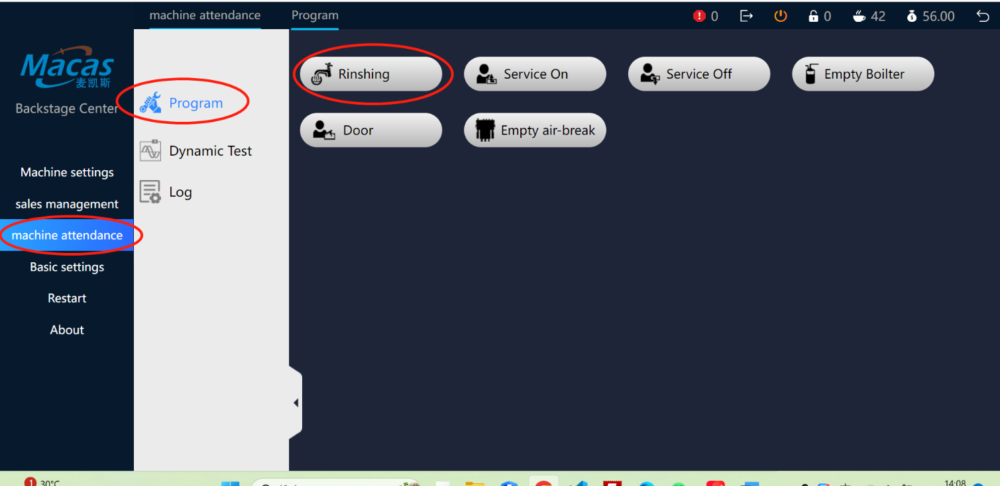 machine attendance Program 0 0 42 56.00
Macas
麦凯斯
Backstage Center
Program
Dynamic Test
Log
Machine settings
sales management
machine attendance
Basic settings
Restart
About
Rinshing Service On Service Off Empty Boilter
Door Empty air-break
1 30°C 14:08